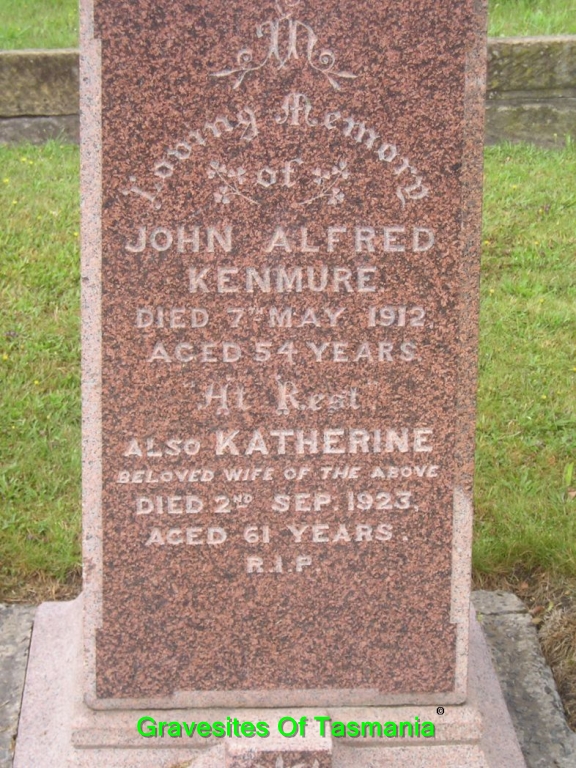 In
Loving Memory
of
JOHN ALFRED
KENMURE
DIED 7TH MAY 1912.
AGED 54 YEARS
At Rest.
ALSO KATHERINE
BELOVED WIFE OF THE ABOVE
DIED 2ND SEP. 1923.
AGED 61 YEARS.
R.I.P.
Gravesites Of Tasmania ©